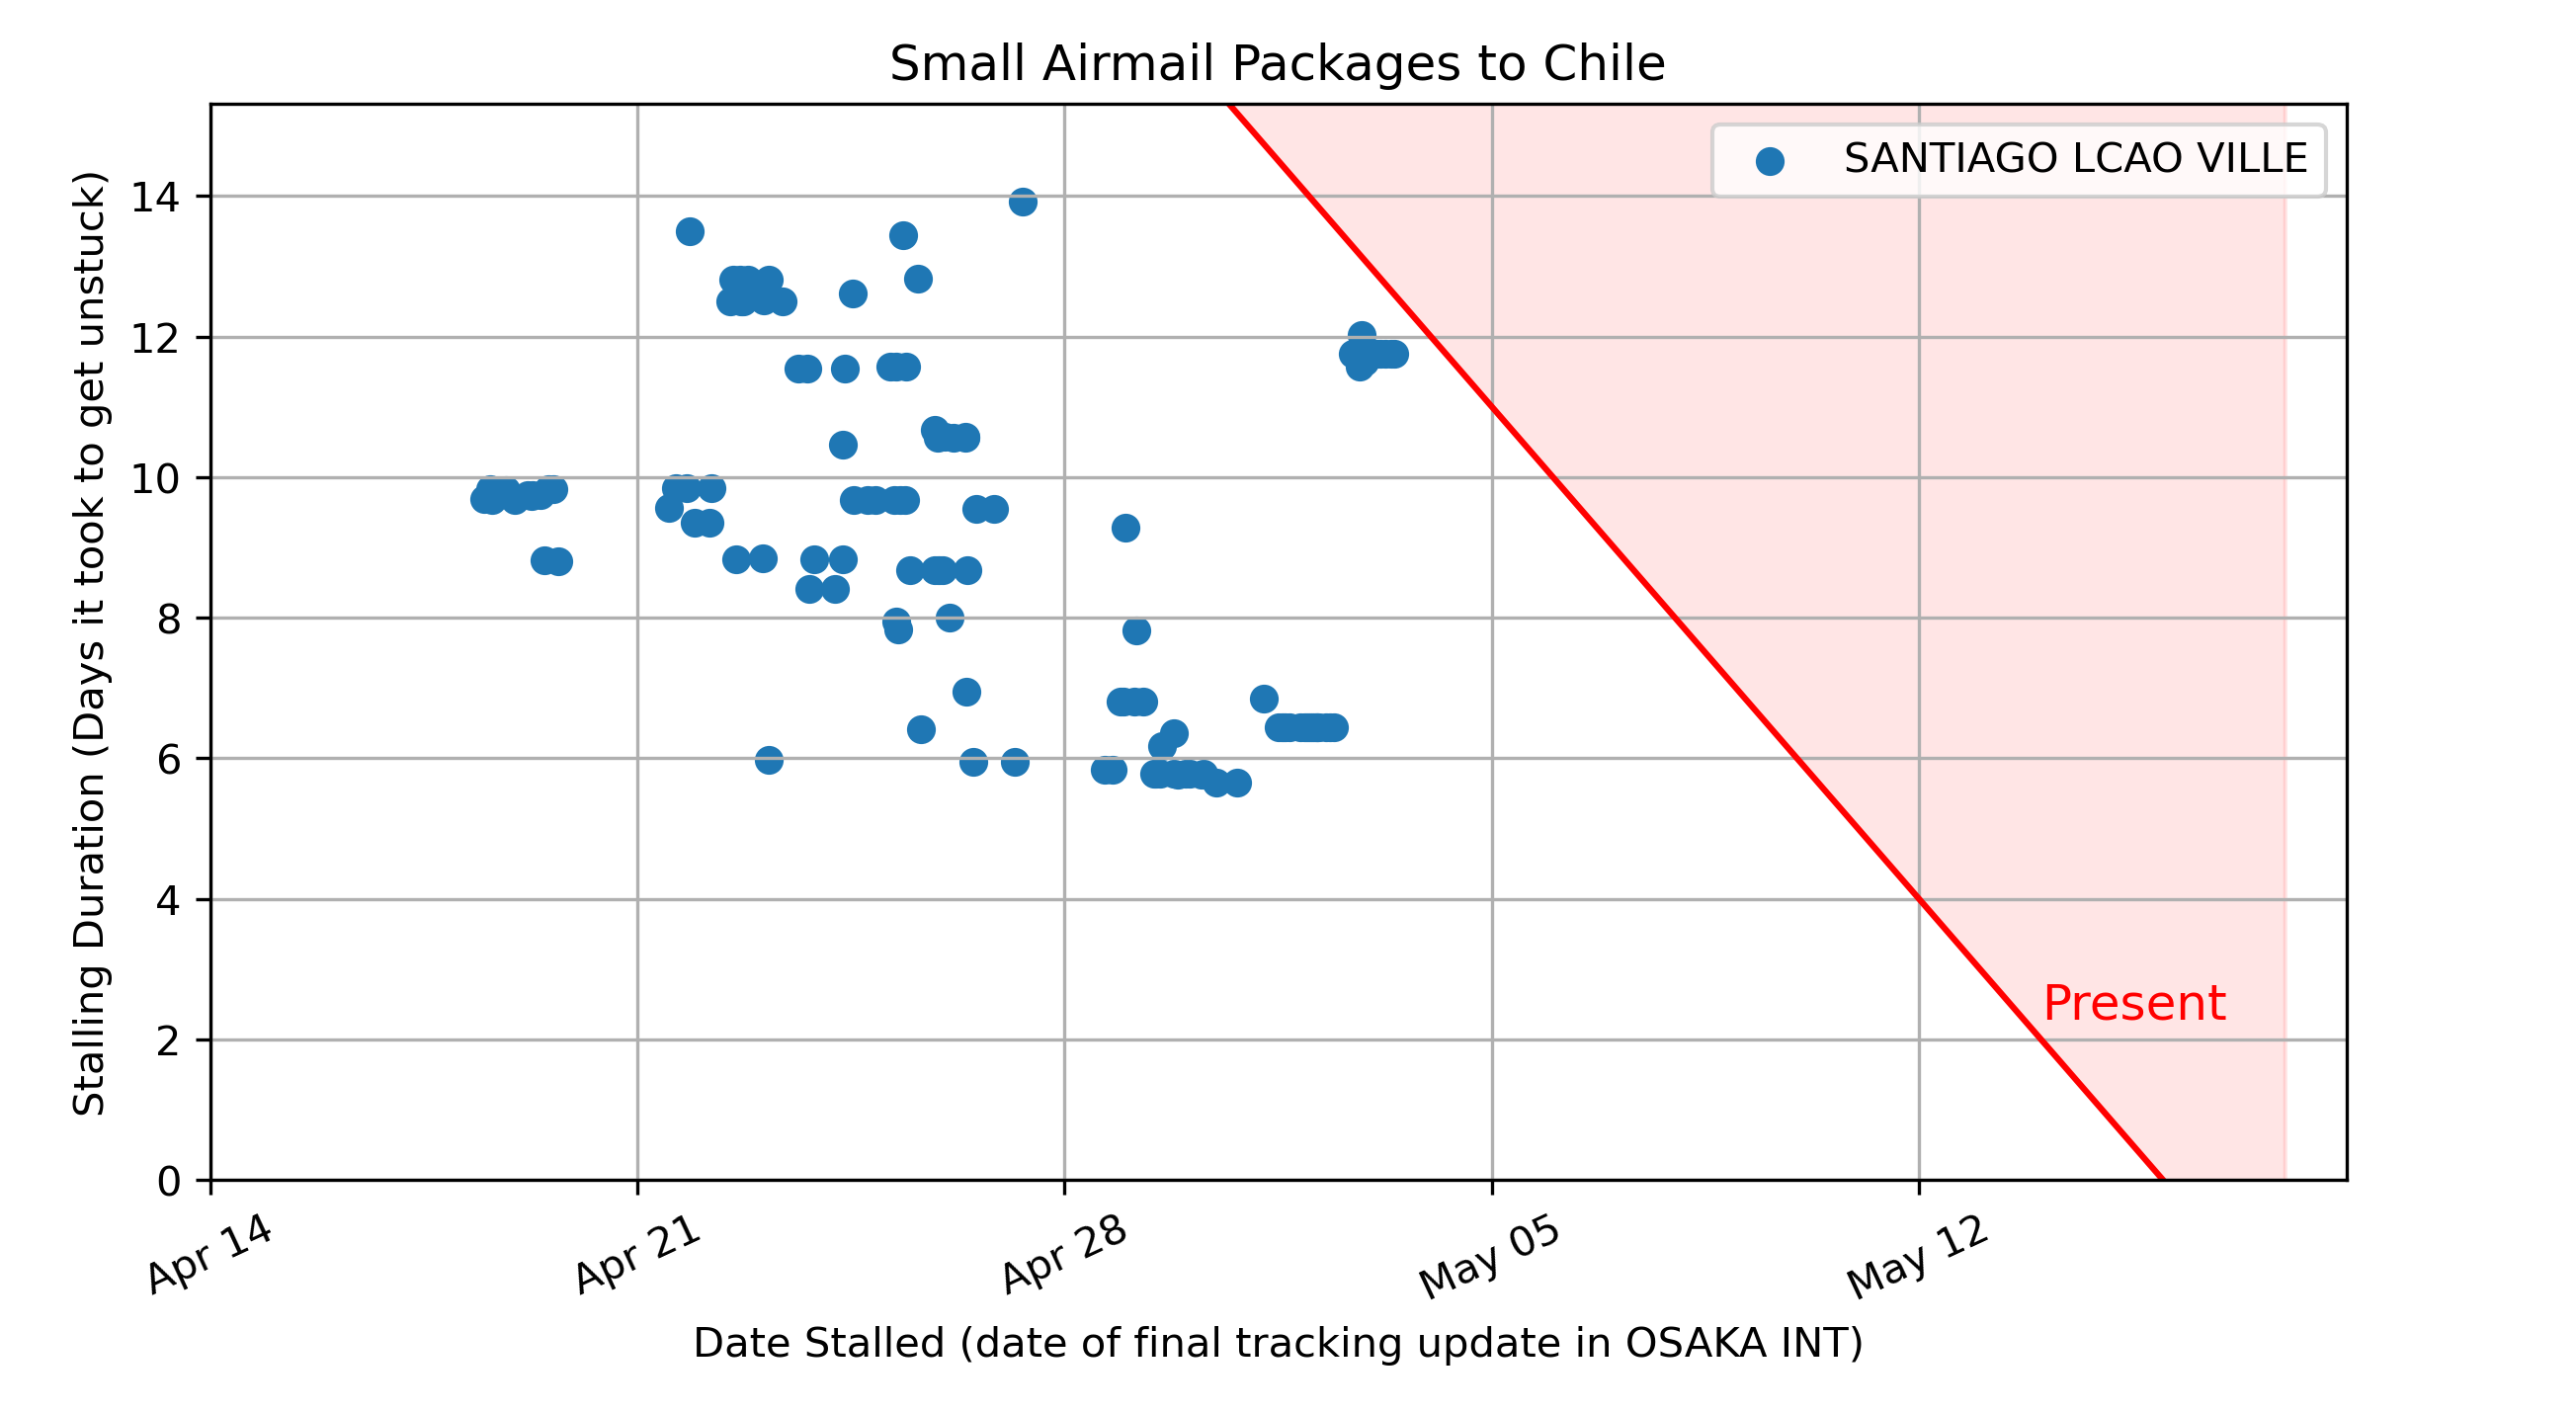 Small Airmail Packages to Chile
SANTIAGO LCAO VILLE
Stalling Duration (Days it took to get unstuck)
14
12
10
8
6
4
2
0
Present
Apr 14
Apr 21
Apr 28
May 05
May 12
Date Stalled (date of final tracking update in OSAKA INT)